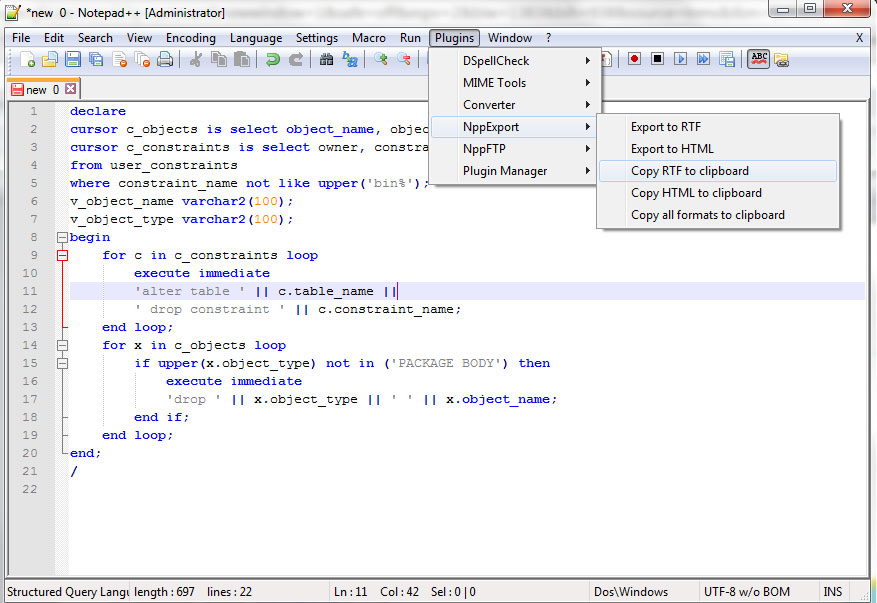 *new  0 - Notepad++ [Administrator]
File Edit Search View Encoding Language Settings Macro Run Plugins Window ? X
ABC
new  0
DSpellCheck
MIME Tools
Converter
NppExport
NppFTP
Plugin Manager
Export to RTF
Export to HTML
Copy RTF to clipboard
Copy HTML to clipboard
Copy all formats to clipboard
1 declare
2 cursor c_objects is select object_name, objec
3 cursor c_constraints is select owner, constra
4 from user_constraints
5 where constraint_name not like upper('bin%');
6 v_object_name varchar2(100);
7 v_object_type varchar2(100);
8 begin
9 for c in c_constraints loop
10 execute immediate
11 'alter table ' || c.table_name ||
12 ' drop constraint ' || c.constraint_name;
13 end loop;
14 for x in c_objects loop
15 if upper(x.object_type) not in ('PACKAGE BODY') then
16 execute immediate
17 'drop ' || x.object_type || ' ' || x.object_name;
18 end if;
19 end loop;
20 end;
21 /
22
Structured Query Langu length : 697 lines : 22 Ln : 11 Col : 42 Sel : 0 | 0 Dos\Windows UTF-8 w/o BOM INS